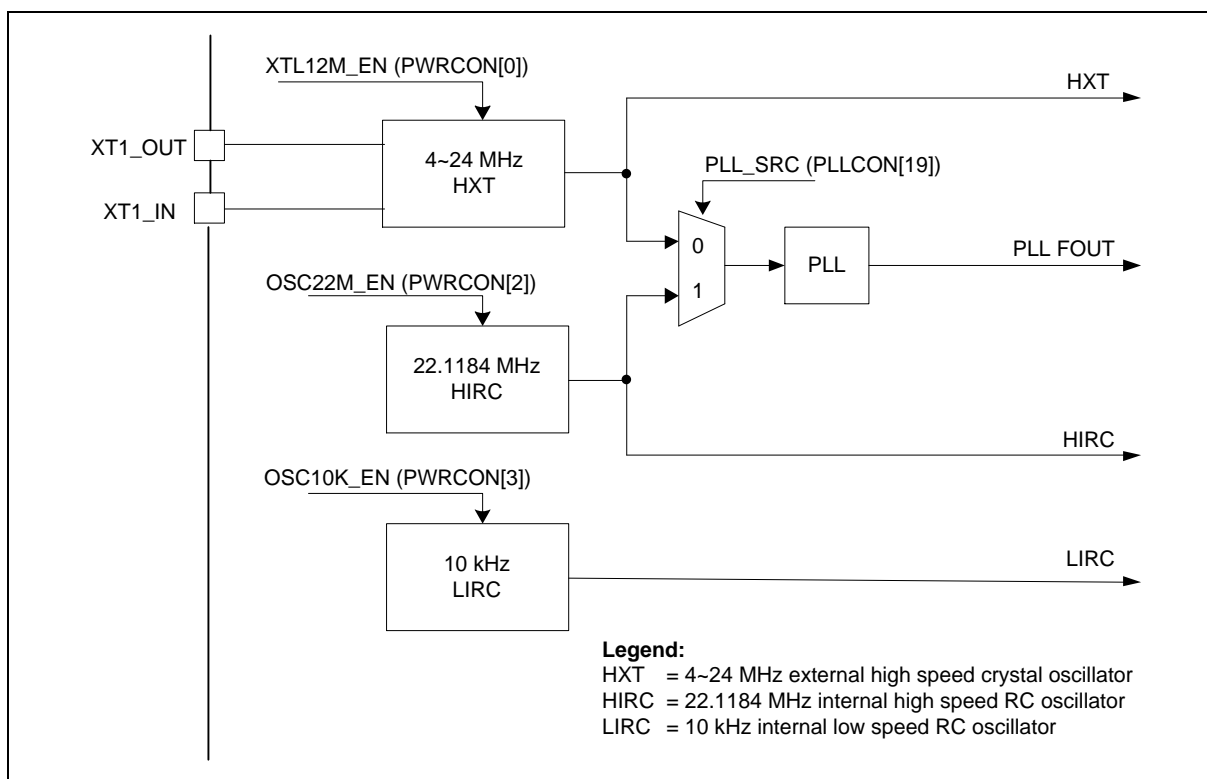 XTL12M_EN (PWRCON[0])
HXT
XT1_OUT
4~24 MHz
HXT
PLL_SRC (PLLCON[19])
XT1_IN
0
PLL
PLL FOUT
1
OSC22M_EN (PWRCON[2])
22.1184 MHz
HIRC
HIRC
OSC10K_EN (PWRCON[3])
10 kHz
LIRC
LIRC
Legend:
HXT = 4~24 MHz external high speed crystal oscillator
HIRC = 22.1184 MHz internal high speed RC oscillator
LIRC = 10 kHz internal low speed RC oscillator